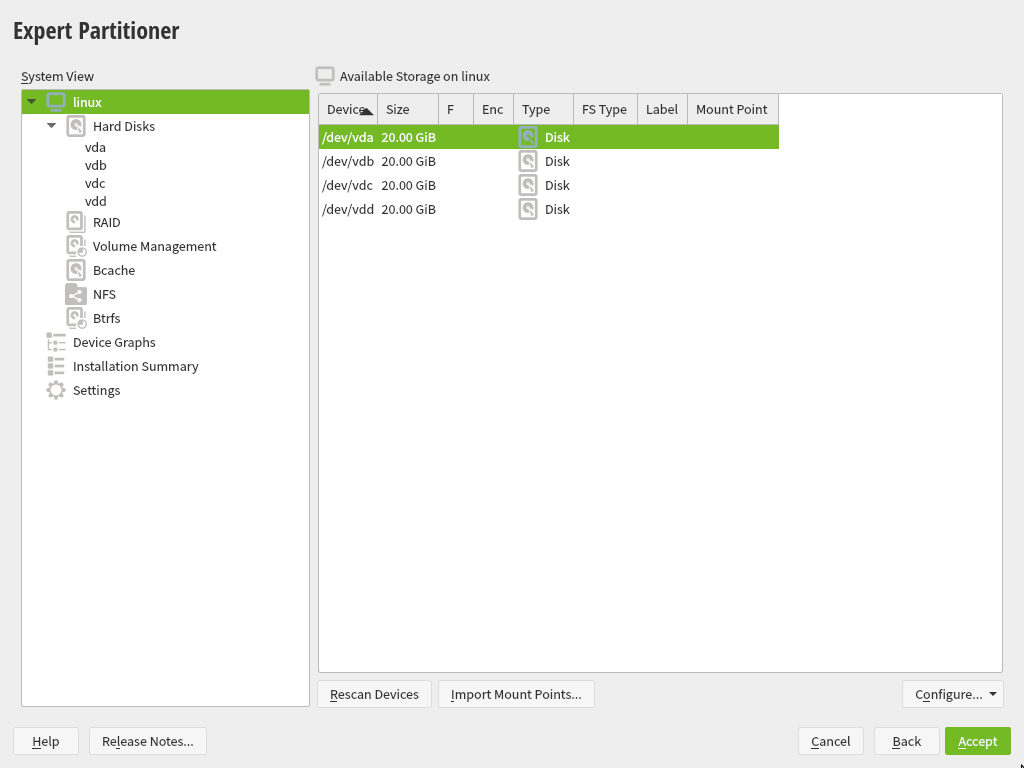 Expert Partitioner
System View
linux
Hard Disks
vda
vdb
vdc
vdd
RAID
Volume Management
Bcache
NFS
Btrfs
Device Graphs
Installation Summary
Settings
Available Storage on linux
Device Size F Enc Type FS Type Label Mount Point
/dev/vda 20.00 GiB Disk
/dev/vdb 20.00 GiB Disk
/dev/vdc 20.00 GiB Disk
/dev/vdd 20.00 GiB Disk
Rescan Devices Import Mount Points... Configure...
Help Release Notes... Cancel Back Accept